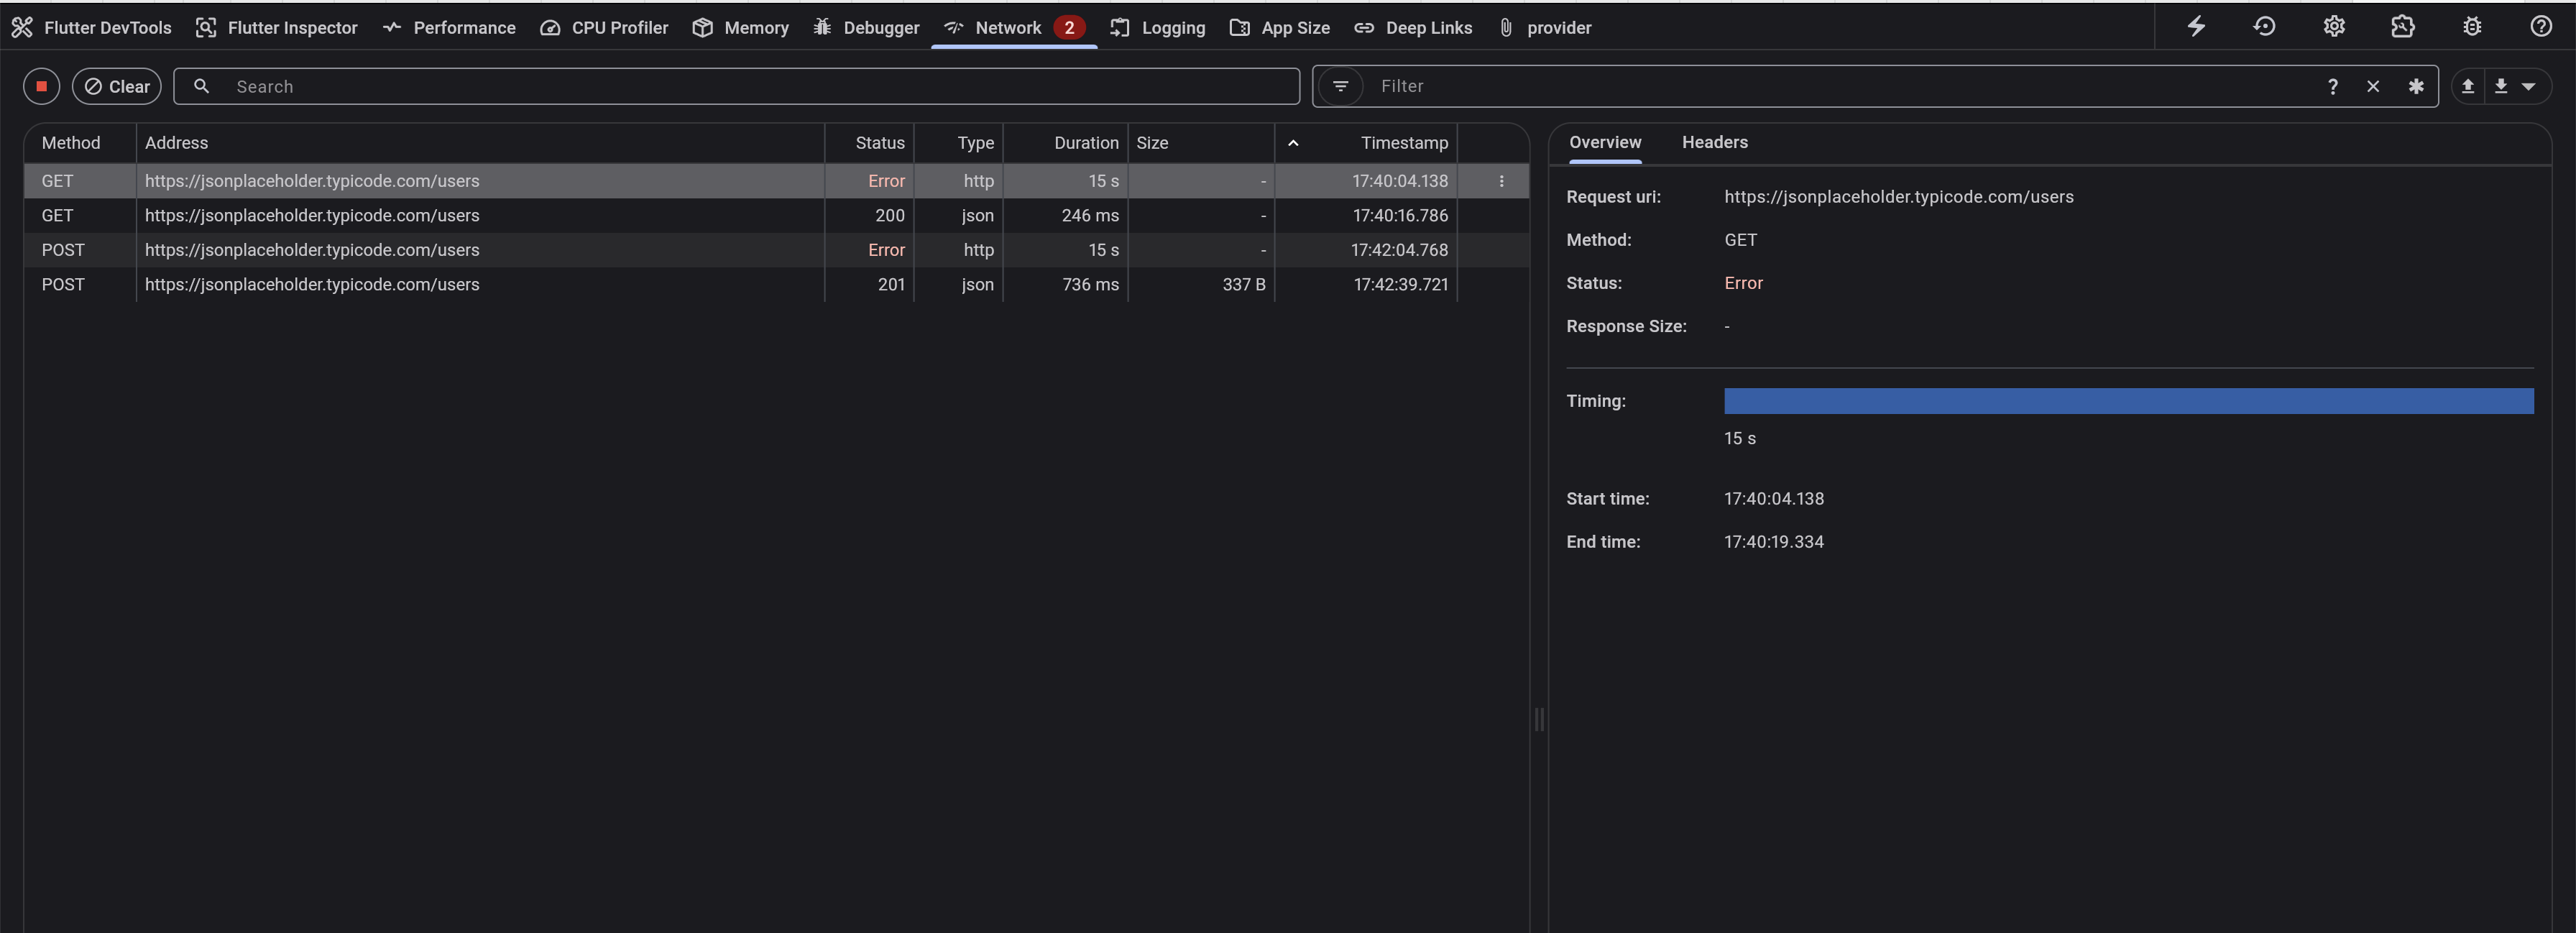 Flutter DevTools Flutter Inspector Performance CPU Profiler Memory Debugger Network 2 Logging App Size Deep Links provider
Clear Search Filter
Method Address Status Type Duration Size Timestamp
GET https://jsonplaceholder.typicode.com/users Error http 15 s - 17:40:04.138
GET https://jsonplaceholder.typicode.com/users 200 json 246 ms - 17:40:16.786
POST https://jsonplaceholder.typicode.com/users Error http 15 s - 17:42:04.768
POST https://jsonplaceholder.typicode.com/users 201 json 736 ms 337 B 17:42:39.721
Overview Headers
Request uri: https://jsonplaceholder.typicode.com/users
Method: GET
Status: Error
Response Size: -
Timing:
15 s
Start time: 17:40:04.138
End time: 17:40:19.334